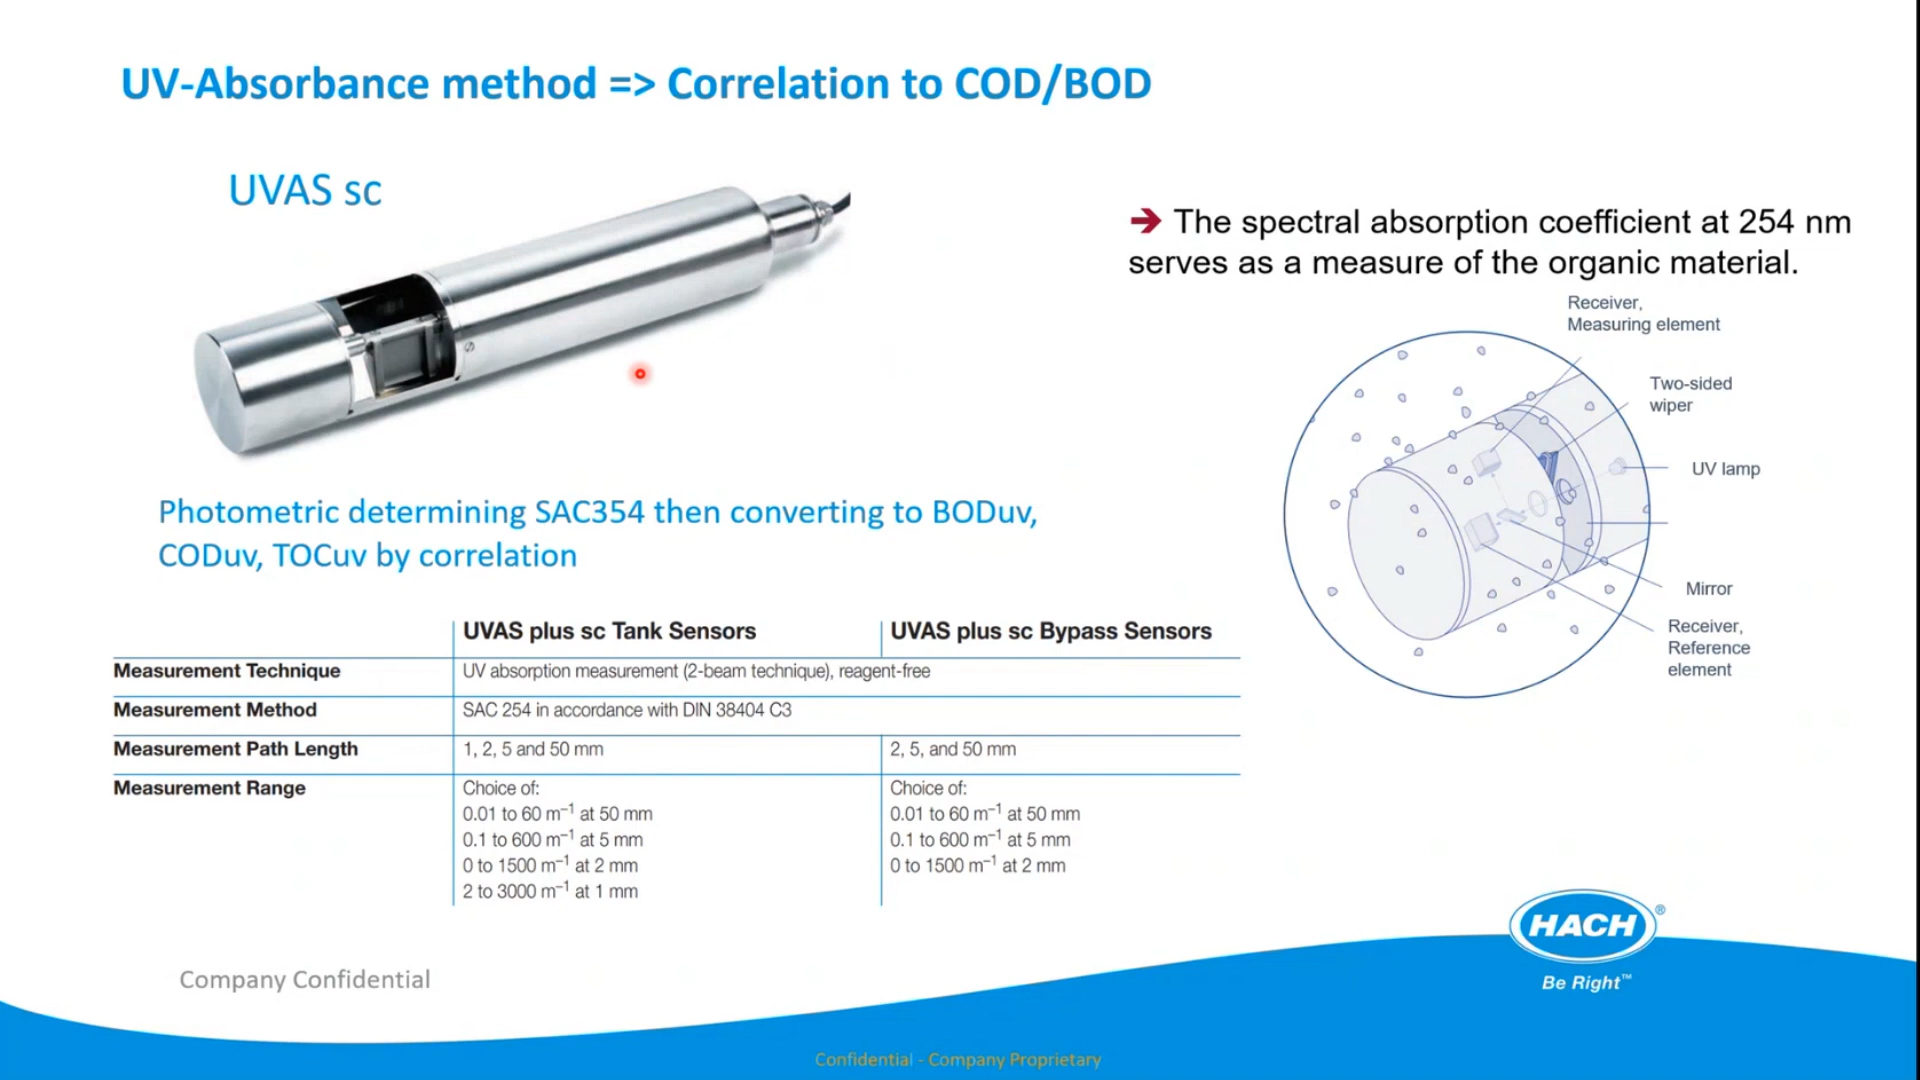 UV-Absorbance method => Correlation to COD/BOD
UVAS sc
➔ The spectral absorption coefficient at 254 nm
serves as a measure of the organic material.
Receiver,
Measuring element
Two-sided
wiper
UV lamp
Mirror
Receiver,
Reference
element
Photometric determining SAC354 then converting to BODuv,
CODuv, TOCuv by correlation
UVAS plus sc Tank Sensors UVAS plus sc Bypass Sensors
Measurement Technique UV absorption measurement (2-beam technique), reagent-free
Measurement Method SAC 254 in accordance with DIN 38404 C3
Measurement Path Length 1, 2, 5 and 50 mm 2, 5, and 50 mm
Measurement Range Choice of: Choice of:
0.01 to 60 m⁻¹ at 50 mm 0.01 to 60 m⁻¹ at 50 mm
0.1 to 600 m⁻¹ at 5 mm 0.1 to 600 m⁻¹ at 5 mm
0 to 1500 m⁻¹ at 2 mm 0 to 1500 m⁻¹ at 2 mm
2 to 3000 m⁻¹ at 1 mm
HACH®
Be Right™
Company Confidential
Confidential - Company Proprietary